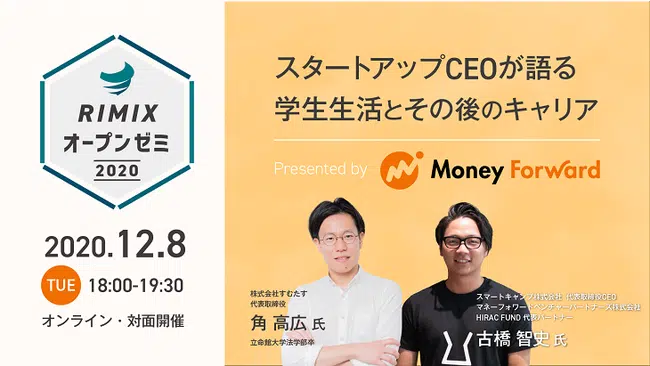 RIMIX
オープンゼミ
2020
2020.12.8
TUE 18:00-19:30
オンライン・対面開催
スタートアップCEOが語る
学生生活とその後のキャリア
Presented by Money Forward
株式会社すむたす
代表取締役
角 高広 氏
立命館大学法学部卒
スマートキャンプ株式会社 代表取締役CEO
マネーフォワードベンチャーパートナーズ株式会社
HIRAC FUND 代表パートナー
古橋 智史 氏